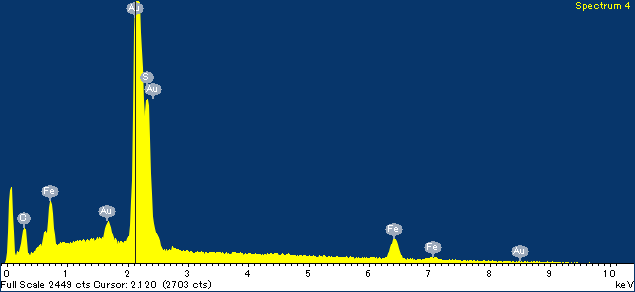 Spectrum 4
Au
S
Au
Fe
C
Au
Fe
Fe
Au
0 1 2 3 4 5 6 7 8 9 10
Full Scale 2449 cts Cursor: 2.120 (2703 cts) keV